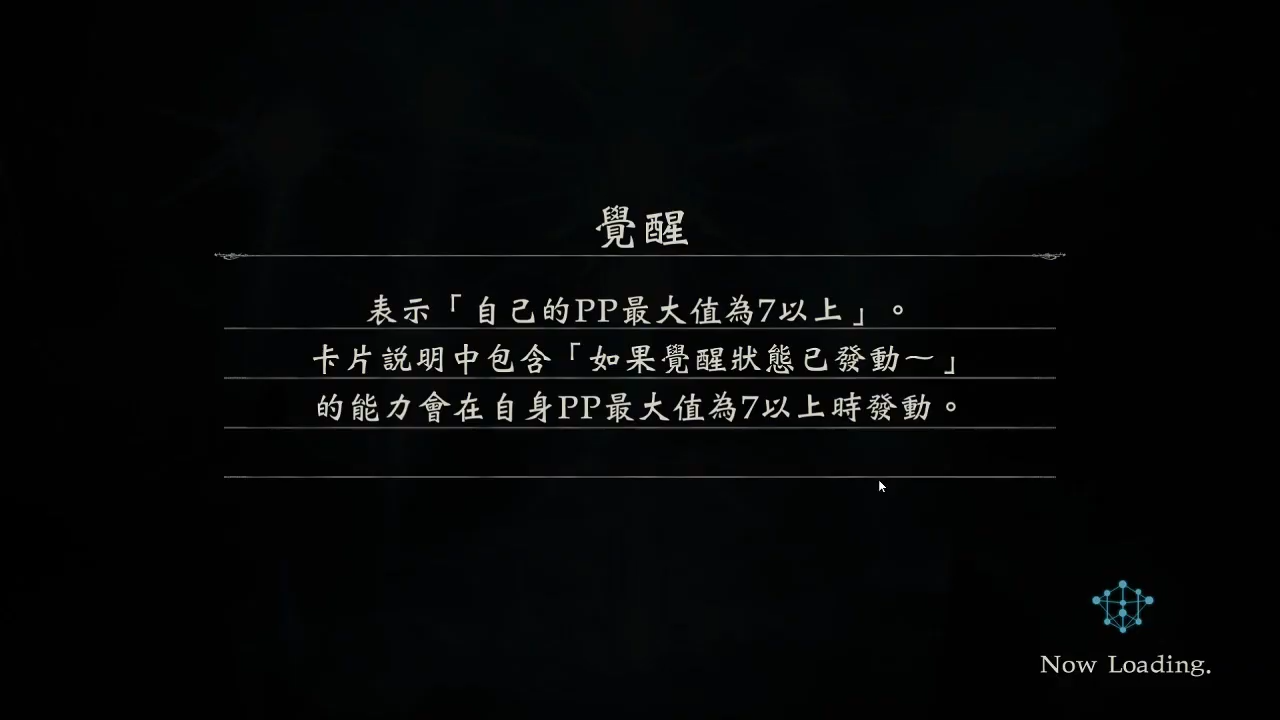 覺醒
表示「自己的PP最大值為7以上」。
卡片説明中包含「如果覺醒狀態已發動～」
的能力會在自身PP最大值為7以上時發動。
Now Loading.